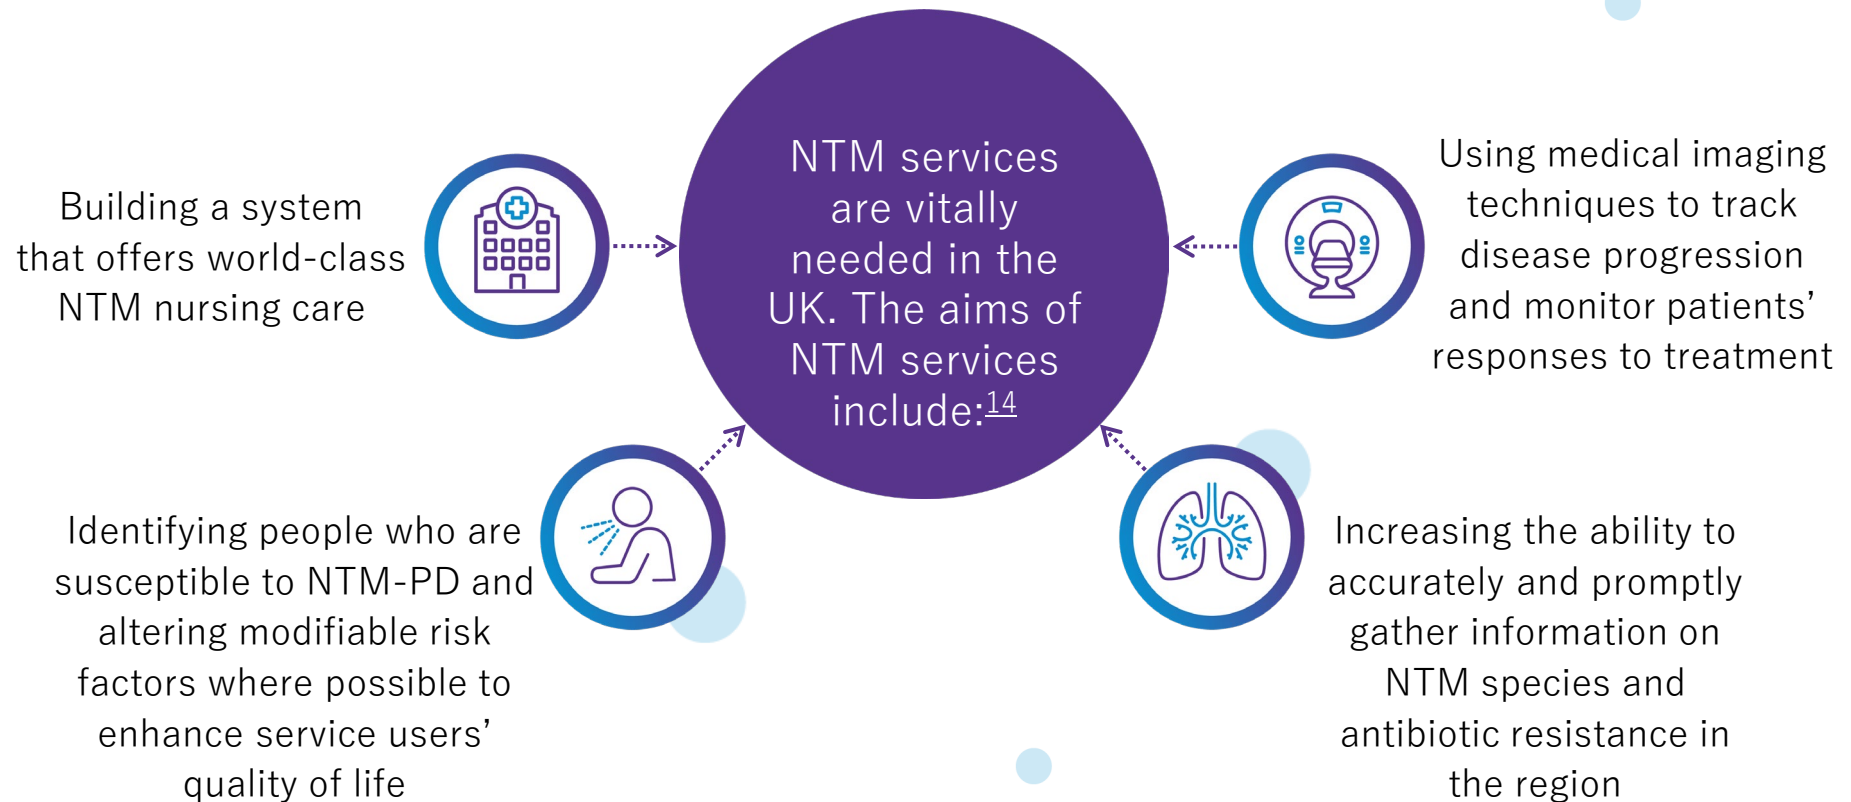 NTM services
are vitally
needed in the
UK. The aims of
NTM services
include:14
Building a system
that offers world-class
NTM nursing care
Using medical imaging
techniques to track
disease progression
and monitor patients’
responses to treatment
Identifying people who are
susceptible to NTM-PD and
altering modifiable risk
factors where possible to
enhance service users’
quality of life
Increasing the ability to
accurately and promptly
gather information on
NTM species and
antibiotic resistance in
the region